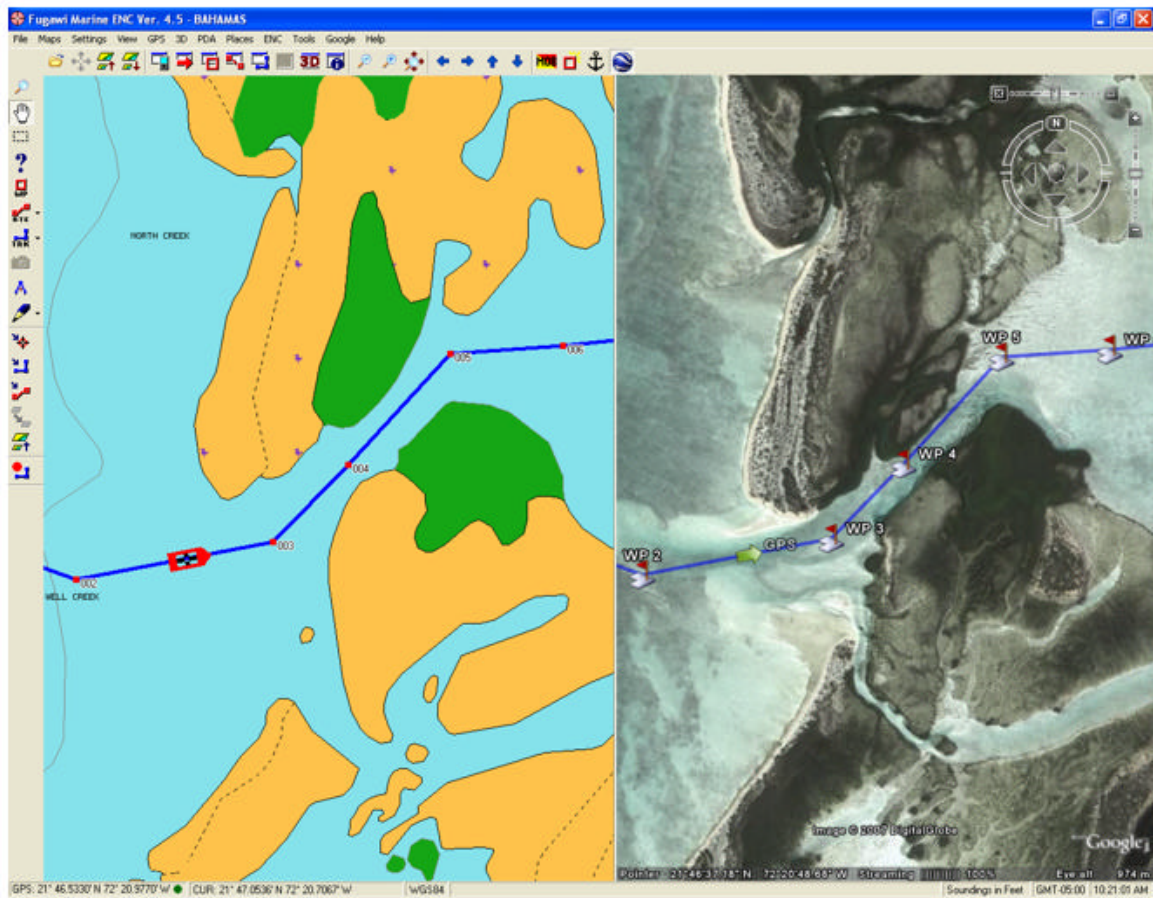 Fugawi Marine ENC Ver. 4.5 - BAHAMAS
File Maps Settings View GPS 3D PDA Places ENC Tools Google Help
3D
NORTH CREEK
005
006
004
003
002
WELL CREEK
N
WP 5
WP
WP 4
WP 3
GPS
WP 2
Image © 2007 DigitalGlobe
Google
Pointer 21°46'37.18" N 72°20'48.68" W Streaming 100% Eye alt 974 m
GPS: 21° 46.5330' N 72° 20.9770' W CUR: 21° 47.0536' N 72° 20.7067' W WGS84 Soundings in Feet GMT-05:00 10:21:01 AM